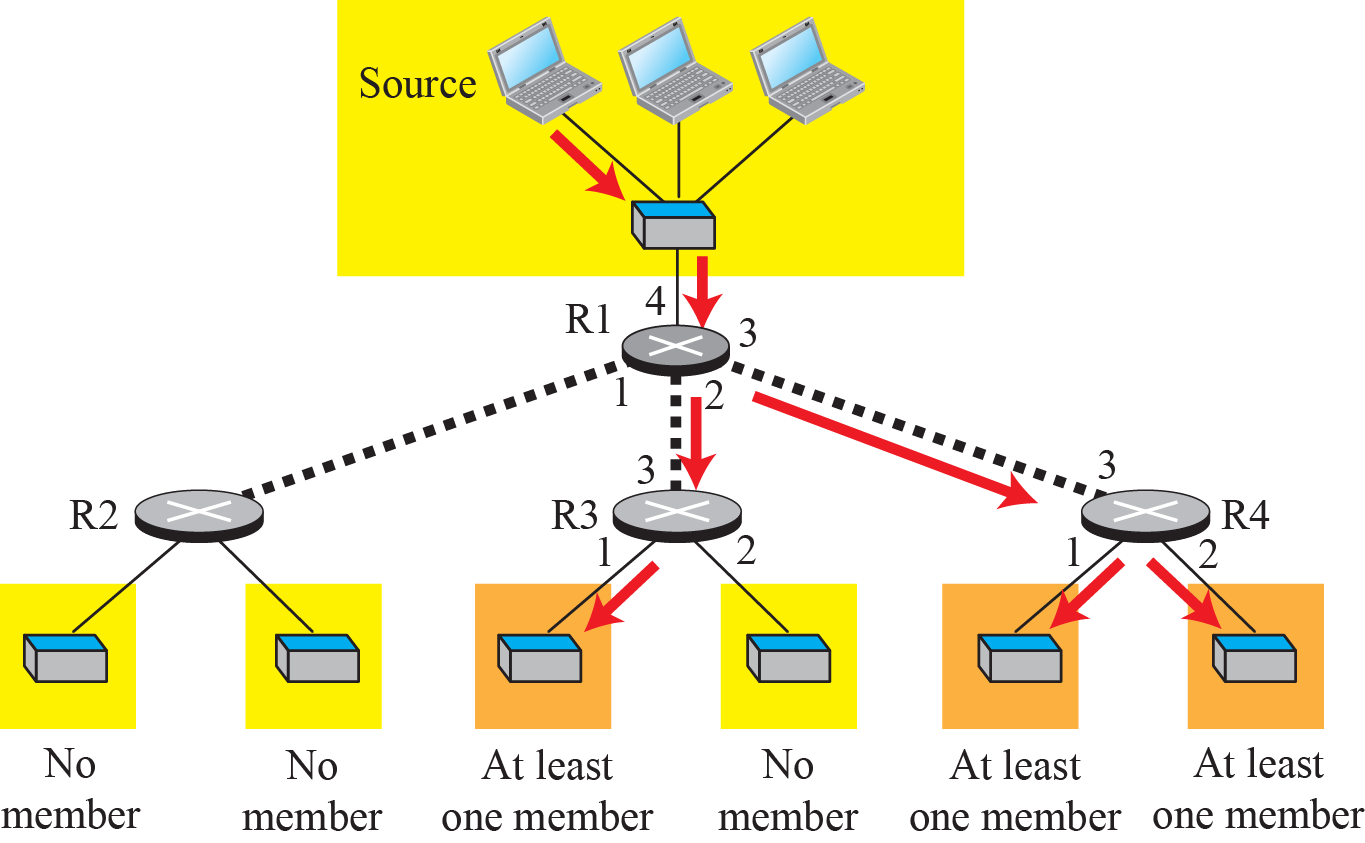 Source
4
R1
3
1
2
3
3
R2
R3
R4
1
2
1
2
No
member
No
member
At least
one member
No
member
At least
one member
At least
one member